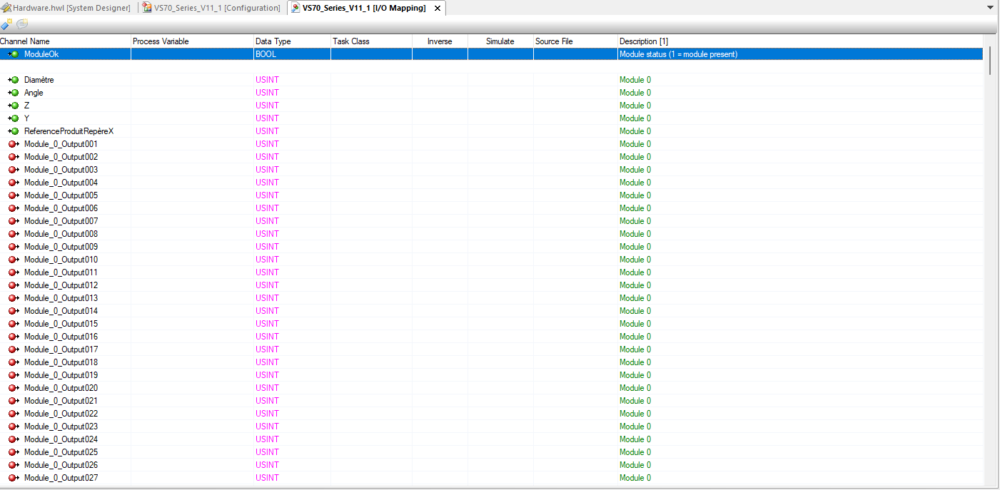 Hardware.hwl [System Designer] VS70_Series_V11_1 [Configuration] VS70_Series_V11_1 [I/O Mapping]
Channel Name Process Variable Data Type Task Class Inverse Simulate Source File Description [1]
ModuleOk BOOL Module status (1 = module present)
Diamètre USINT Module 0
Angle USINT Module 0
Z USINT Module 0
Y USINT Module 0
ReferenceProduitRepèreX USINT Module 0
Module_0_Output001 USINT Module 0
Module_0_Output002 USINT Module 0
Module_0_Output003 USINT Module 0
Module_0_Output004 USINT Module 0
Module_0_Output005 USINT Module 0
Module_0_Output006 USINT Module 0
Module_0_Output007 USINT Module 0
Module_0_Output008 USINT Module 0
Module_0_Output009 USINT Module 0
Module_0_Output010 USINT Module 0
Module_0_Output011 USINT Module 0
Module_0_Output012 USINT Module 0
Module_0_Output013 USINT Module 0
Module_0_Output014 USINT Module 0
Module_0_Output015 USINT Module 0
Module_0_Output016 USINT Module 0
Module_0_Output017 USINT Module 0
Module_0_Output018 USINT Module 0
Module_0_Output019 USINT Module 0
Module_0_Output020 USINT Module 0
Module_0_Output021 USINT Module 0
Module_0_Output022 USINT Module 0
Module_0_Output023 USINT Module 0
Module_0_Output024 USINT Module 0
Module_0_Output025 USINT Module 0
Module_0_Output026 USINT Module 0
Module_0_Output027 USINT Module 0